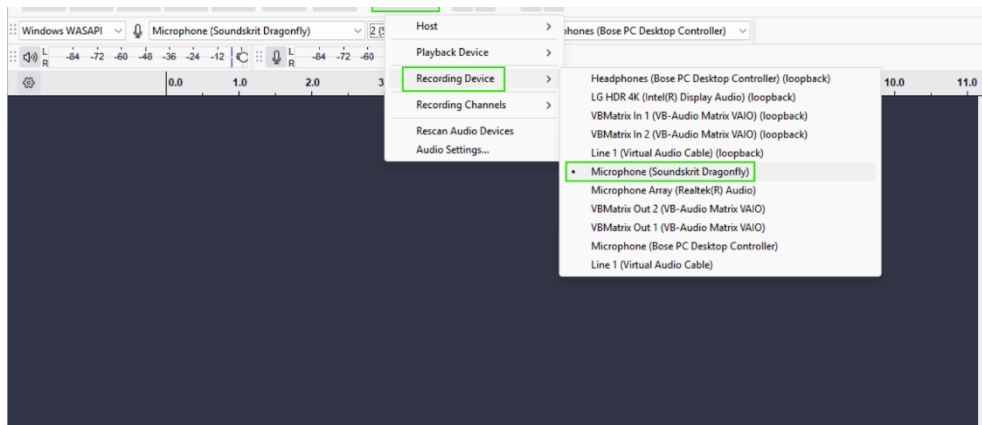 Windows WASAPI
Microphone (Soundskrit Dragonfly)
2 (S
phones (Bose PC Desktop Controller)
L
R
-84 -72 -60 -48 -36 -24 -12
L
R
-84 -72 -60
0.0 1.0 2.0 3
10.0 11.0
Host
Playback Device
Recording Device
Recording Channels
Rescan Audio Devices
Audio Settings...
Headphones (Bose PC Desktop Controller) (loopback)
LG HDR 4K (Intel(R) Display Audio) (loopback)
VBMatrix In 1 (VB-Audio Matrix VAIO) (loopback)
VBMatrix In 2 (VB-Audio Matrix VAIO) (loopback)
Line 1 (Virtual Audio Cable) (loopback)
Microphone (Soundskrit Dragonfly)
Microphone Array (Realtek(R) Audio)
VBMatrix Out 2 (VB-Audio Matrix VAIO)
VBMatrix Out 1 (VB-Audio Matrix VAIO)
Microphone (Bose PC Desktop Controller)
Line 1 (Virtual Audio Cable)